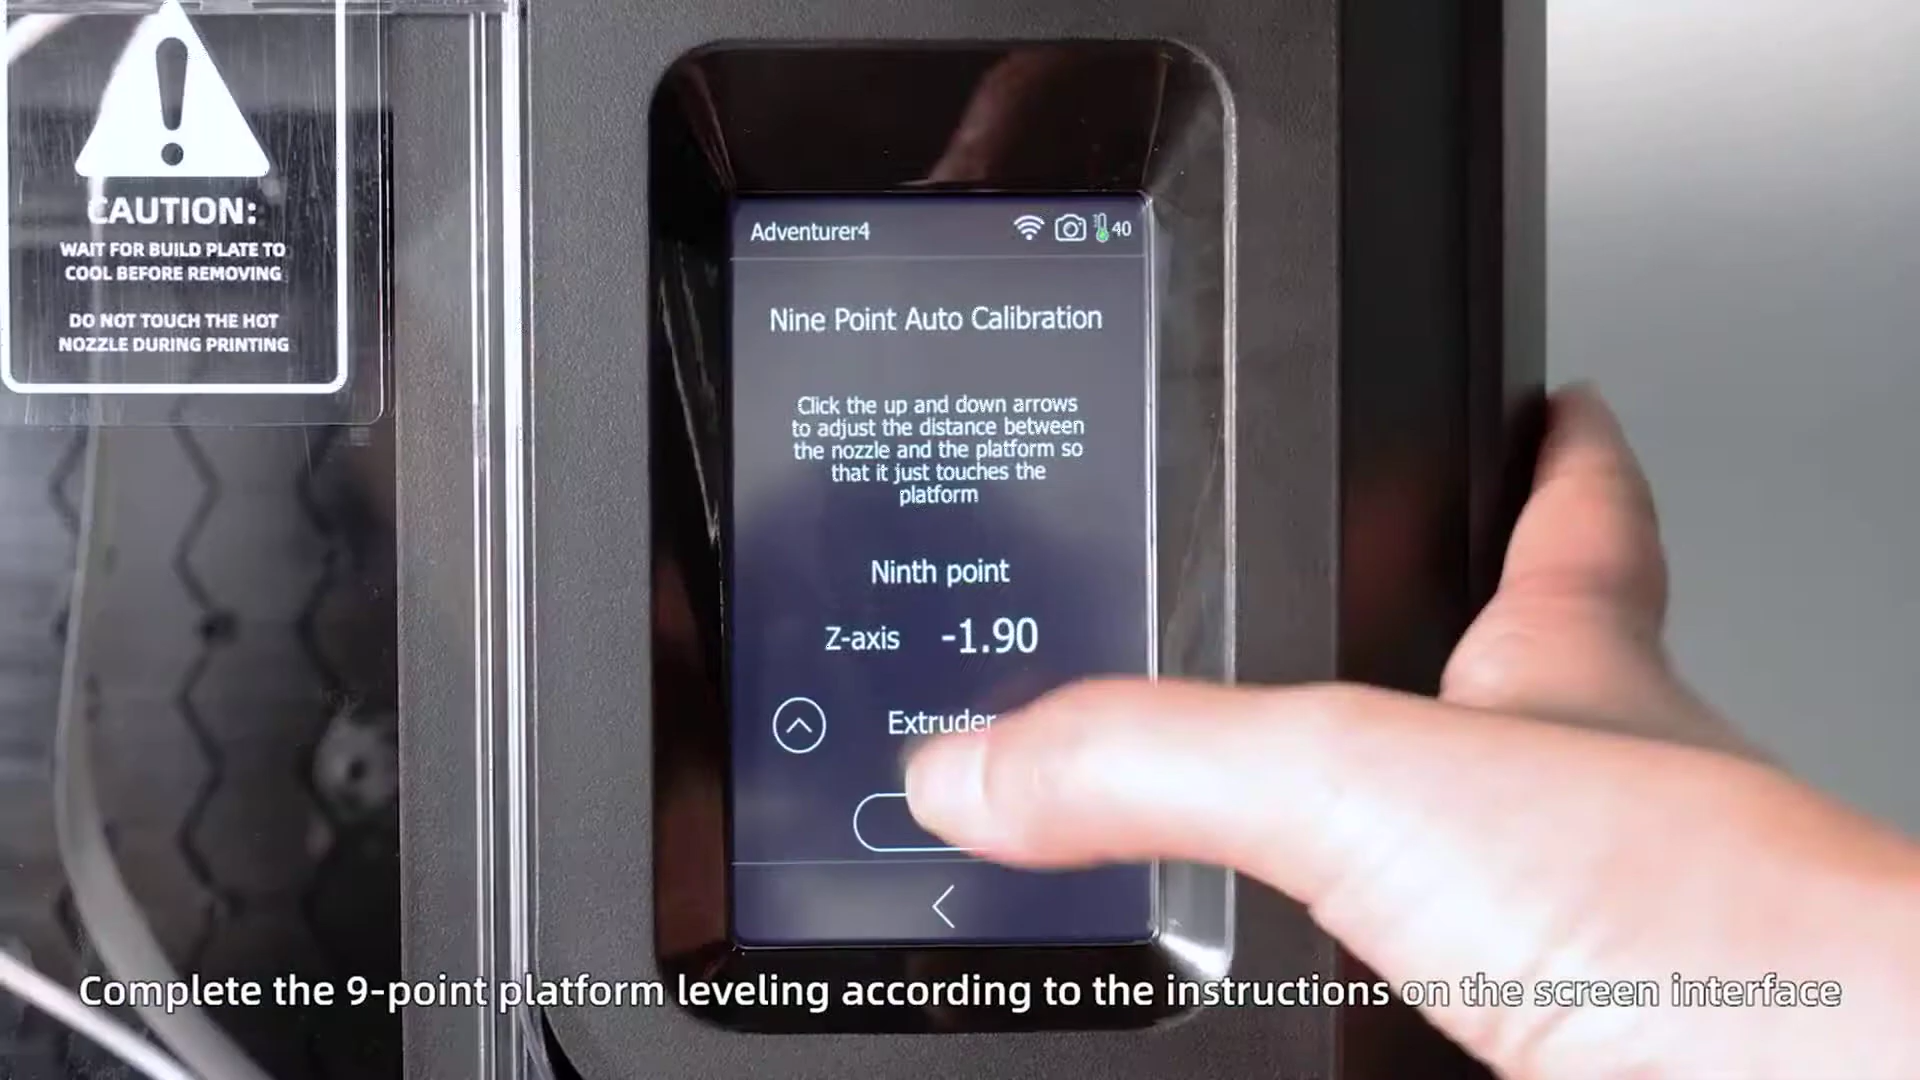 CAUTION:
WAIT FOR BUILD PLATE TO
COOL BEFORE REMOVING
DO NOT TOUCH THE HOT
NOZZLE DURING PRINTING
Adventurer4
40
Nine Point Auto Calibration
Click the up and down arrows
to adjust the distance between
the nozzle and the platform so
that it just touches the
platform
Ninth point
Z-axis -1.90
Extruder
Complete the 9-point platform leveling according to the instructions on the screen interface